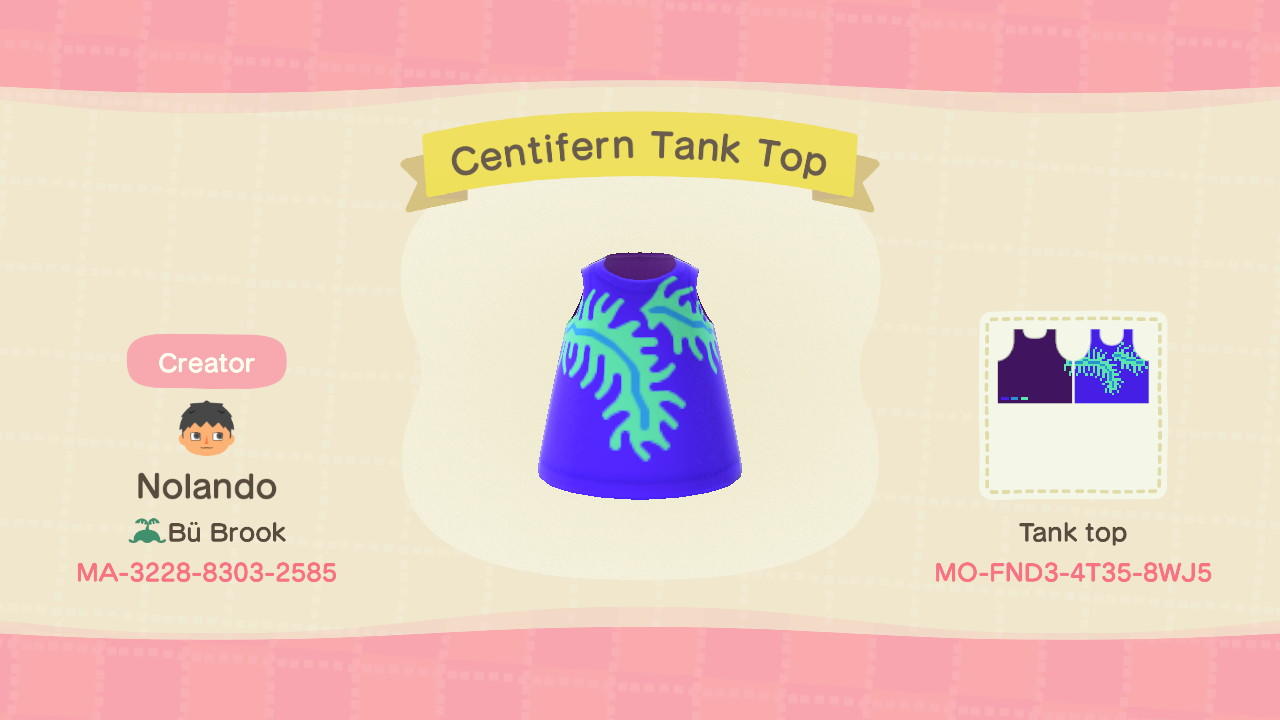 Centifern Tank Top
Creator
Nolando
Bü Brook
MA-3228-8303-2585
Tank top
MO-FND3-4T35-8WJ5